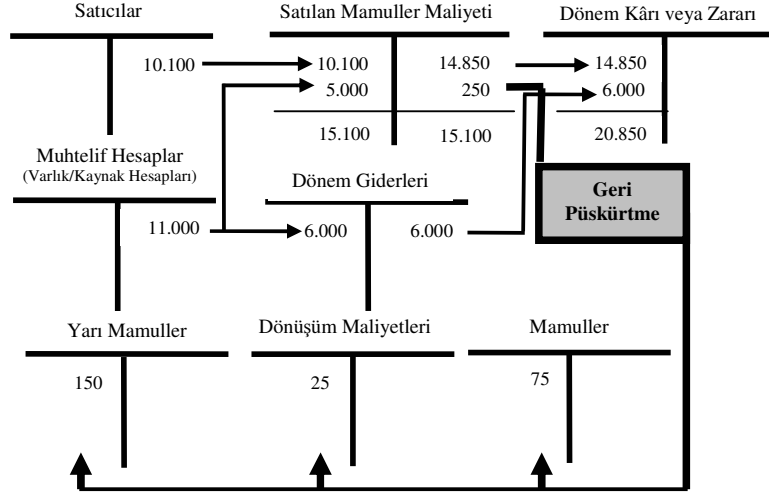 Satıcılar
Satılan Mamuller Maliyeti
Dönem Kârı veya Zararı
10.100
10.100
14.850
14.850
5.000
250
6.000
15.100
15.100
20.850
Muhtelif Hesaplar
(Varlık/Kaynak Hesapları)
Dönem Giderleri
Geri
Püskürtme
11.000
6.000
6.000
Yarı Mamuller
Dönüşüm Maliyetleri
Mamuller
150
25
75